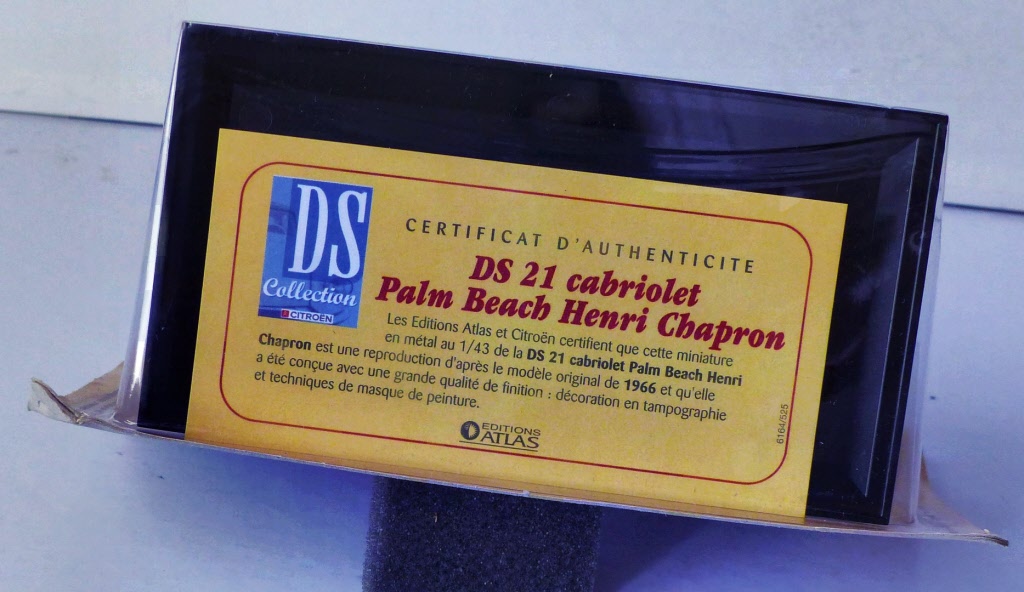 DS
Collection
CITROËN
CERTIFICAT D'AUTHENTICITE
DS 21 cabriolet
Palm Beach Henri Chapron
Les Editions Atlas et Citroën certifient que cette miniature
en métal au 1/43 de la DS 21 cabriolet Palm Beach Henri
Chapron est une reproduction d'après le modèle original de 1966 et qu'elle
a été conçue avec une grande qualité de finition : décoration en tampographie
et techniques de masque de peinture.
EDITIONS
ATLAS
6164/525